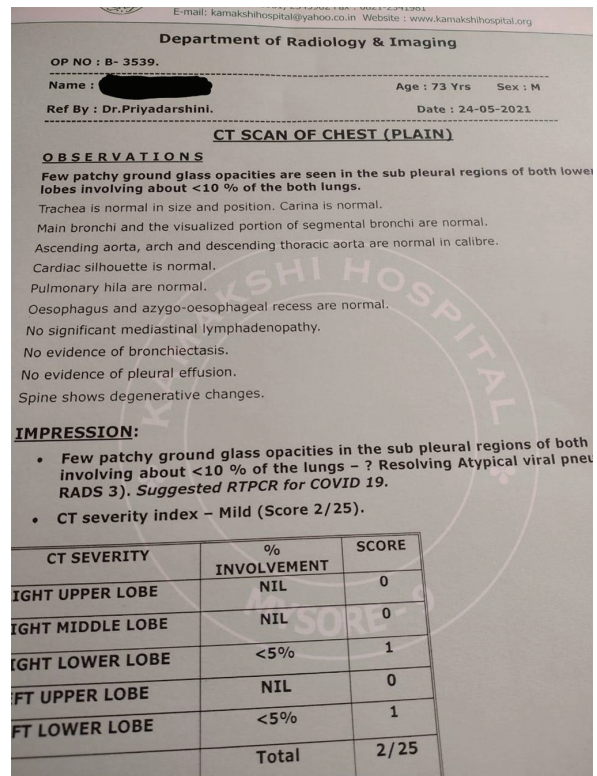 E-mail: kamakshihospital@yahoo.co.in Website : www.kamakshihospital.org
Department of Radiology & Imaging
OP NO : B- 3539.
Name :
Age : 73 Yrs Sex : M
Ref By : Dr.Priyadarshini.
Date : 24-05-2021
CT SCAN OF CHEST (PLAIN)
OBSERVATIONS
Few patchy ground glass opacities are seen in the sub pleural regions of both lower
lobes involving about <10 % of the both lungs.
Trachea is normal in size and position. Carina is normal.
Main bronchi and the visualized portion of segmental bronchi are normal.
Ascending aorta, arch and descending thoracic aorta are normal in calibre.
Cardiac silhouette is normal.
Pulmonary hila are normal.
Oesophagus and azygo-oesophageal recess are normal.
No significant mediastinal lymphadenopathy.
No evidence of bronchiectasis.
No evidence of pleural effusion.
Spine shows degenerative changes.
KAMAKSHI HOSPITAL
MYSORE - 9
IMPRESSION:
• Few patchy ground glass opacities in the sub pleural regions of both
involving about <10 % of the lungs – ? Resolving Atypical viral pneu
RADS 3). Suggested RTPCR for COVID 19.
• CT severity index – Mild (Score 2/25).
CT SEVERITY % INVOLVEMENT SCORE
IGHT UPPER LOBE NIL 0
IGHT MIDDLE LOBE NIL 0
IGHT LOWER LOBE <5% 1
FT UPPER LOBE NIL 0
FT LOWER LOBE <5% 1
Total 2/25